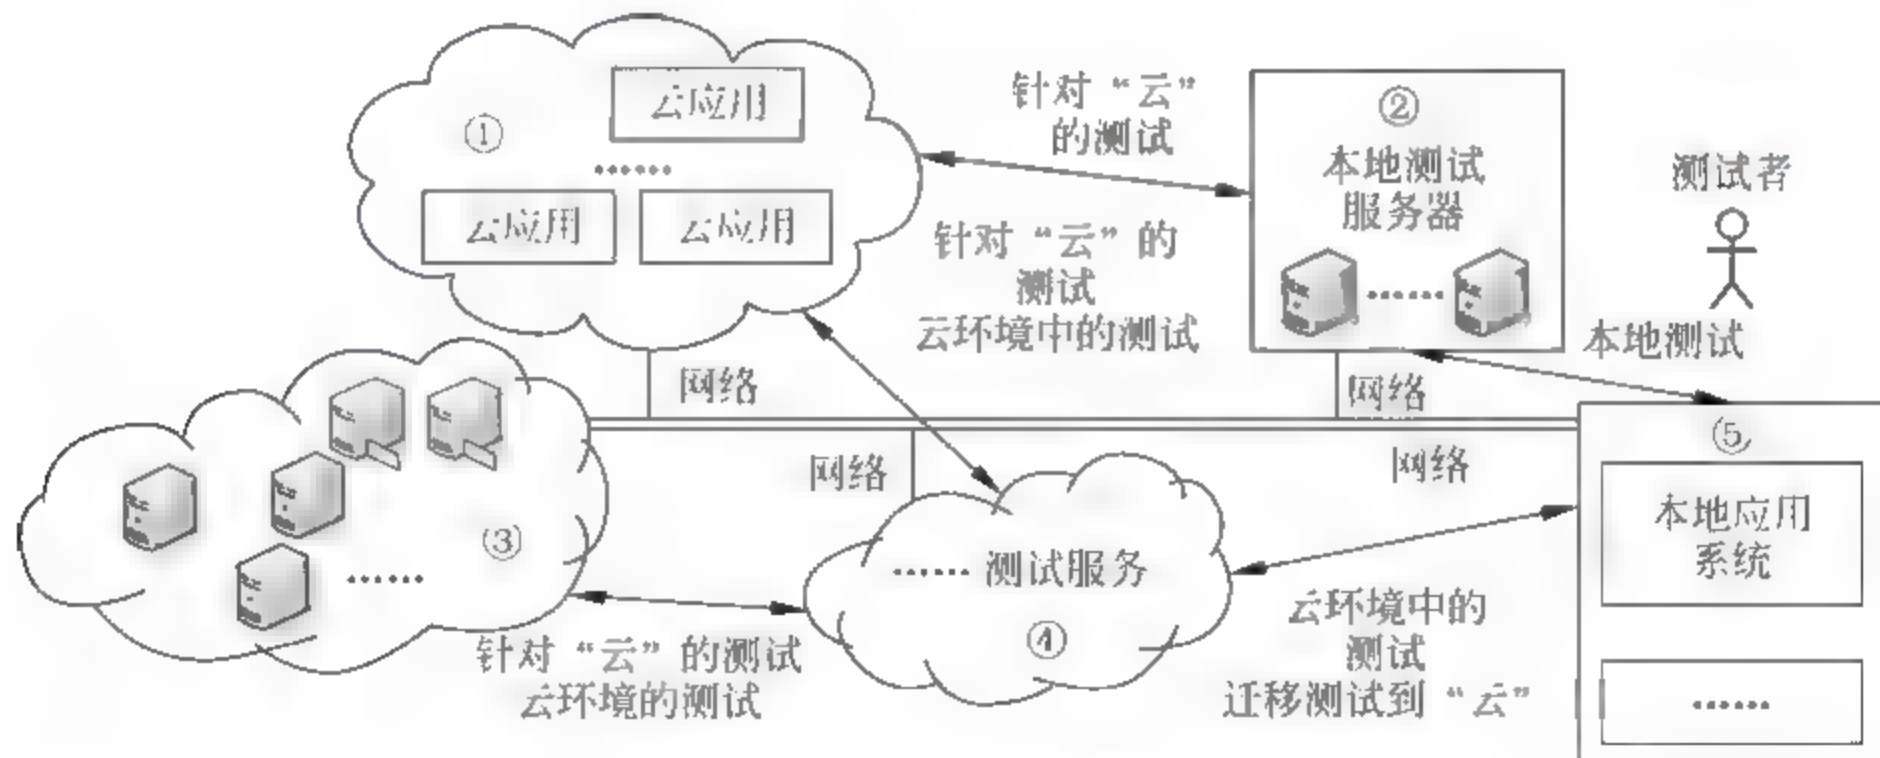 云应用
①
……
云应用
云应用
针对“云”
的测试
②
本地测试
服务器
……
测试者
针对“云”的
测试
云环境中的测试
本地测试
网络
网络
⑤
③
……
网络
网络
本地应用
系统
……测试服务
④
针对“云”的测试
云环境的测试
云环境中的
测试
迁移测试到“云”
……